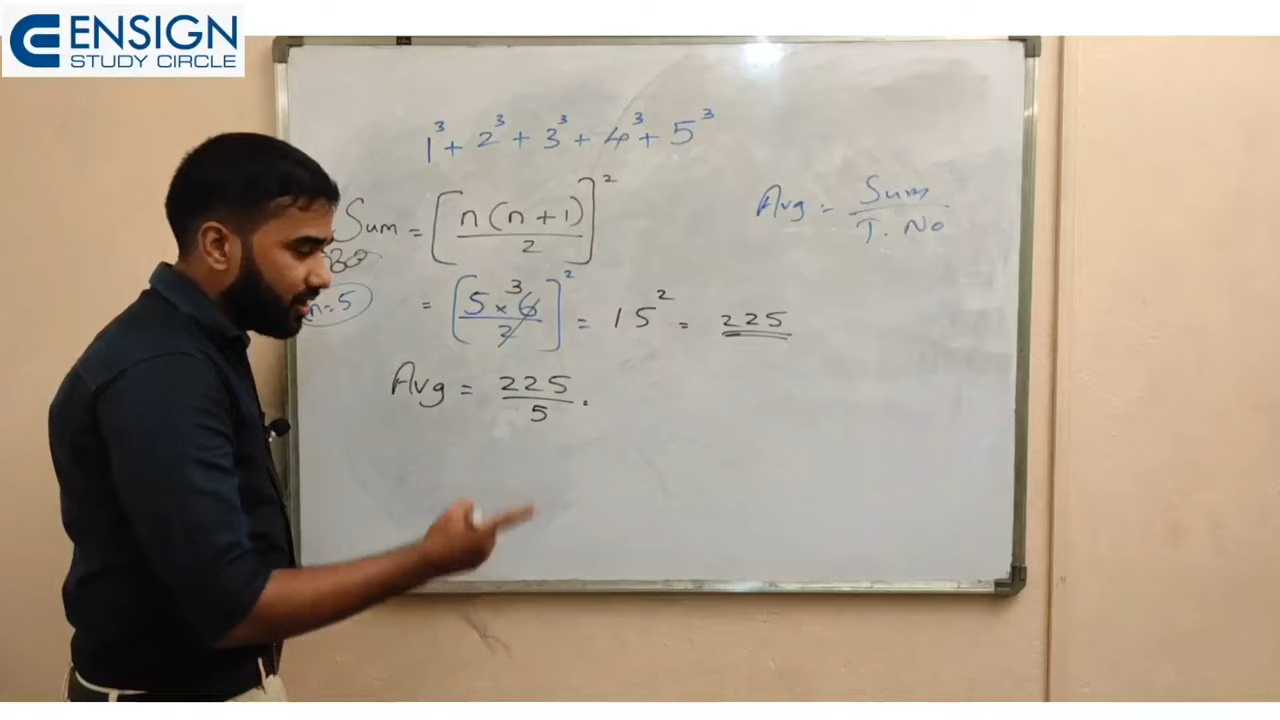 ENSIGN
STUDY CIRCLE
1³ + 2³ + 3³ + 4³ + 5³
Sum = [n(n+1)/2]²
n=5
= [5×6/2]² = 15² = 225
3
Avg = 225/5
Avg = Sum/T. No